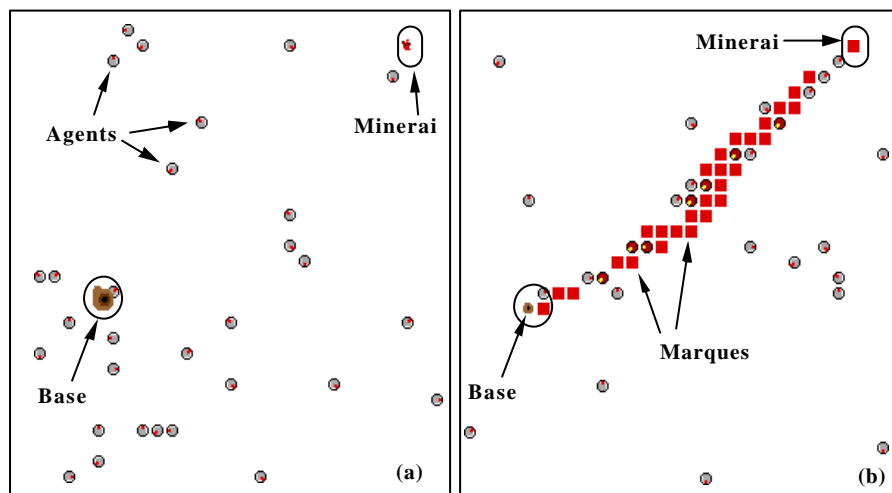 Agents
Minerai
Base
(a)
Minerai
Marques
Base
(b)